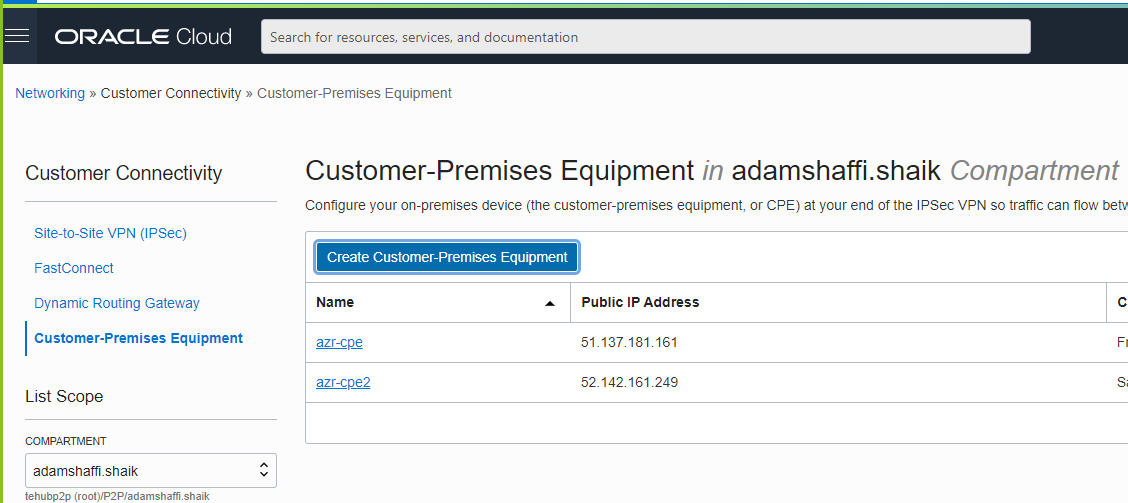 ORACLE Cloud
Search for resources, services, and documentation
Networking » Customer Connectivity » Customer-Premises Equipment
Customer Connectivity
Site-to-Site VPN (IPSec)
FastConnect
Dynamic Routing Gateway
Customer-Premises Equipment
List Scope
COMPARTMENT
adamshaffi.shaik
tehubp2p (root)/P2P/adamshaffi.shaik
Customer-Premises Equipment in adamshaffi.shaik Compartment
Configure your on-premises device (the customer-premises equipment, or CPE) at your end of the IPSec VPN so traffic can flow
Create Customer-Premises Equipment
Name Public IP Address
azr-cpe 51.137.181.161
azr-cpe2 52.142.161.249